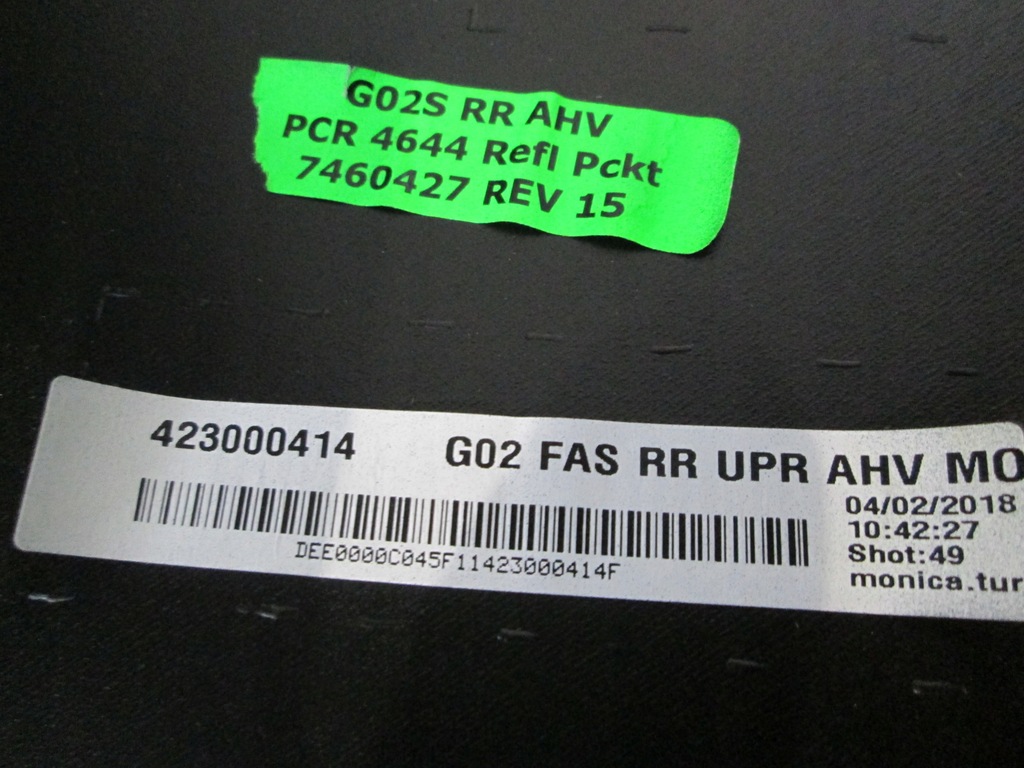 G02S RR AHV
PCR 4644 Refl Pckt
7460427 REV 15
423000414 G02 FAS RR UPR AHV MO
04/02/2018
10:42:27
Shot:49
monica.tur
DEE0000C045F11423000414F